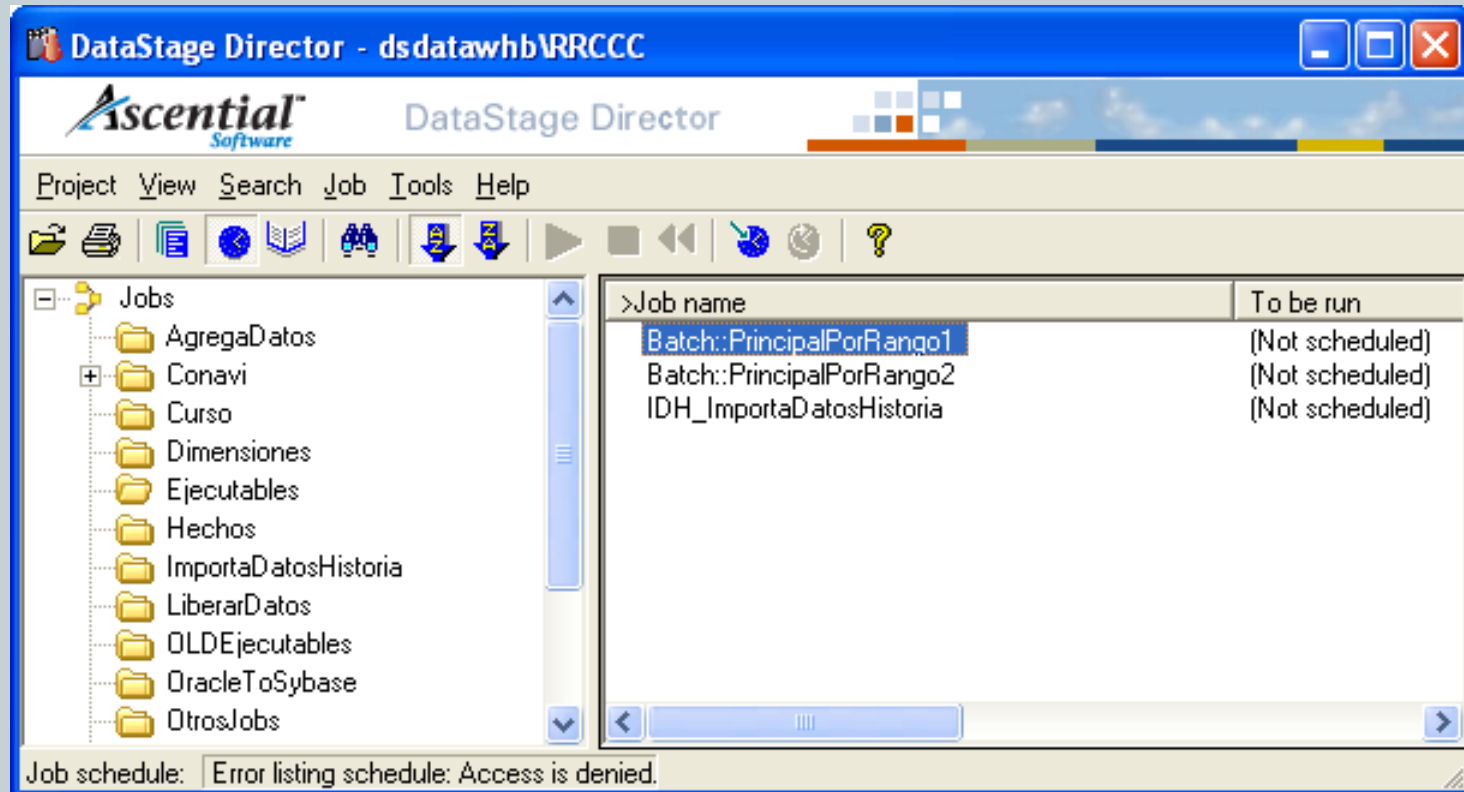 DataStage Director - dsdatawhb\RRCCC
Ascential™ Software DataStage Director
Project View Search Job Tools Help
Jobs
AgregaDatos
Conavi
Curso
Dimensiones
Ejecutables
Hechos
ImportaDatosHistoria
LiberarDatos
OLDEjecutables
OracleToSybase
OtrosJobs
>Job name To be run
Batch::PrincipalPorRango1 (Not scheduled)
Batch::PrincipalPorRango2 (Not scheduled)
IDH_ImportaDatosHistoria (Not scheduled)
Job schedule: Error listing schedule: Access is denied.